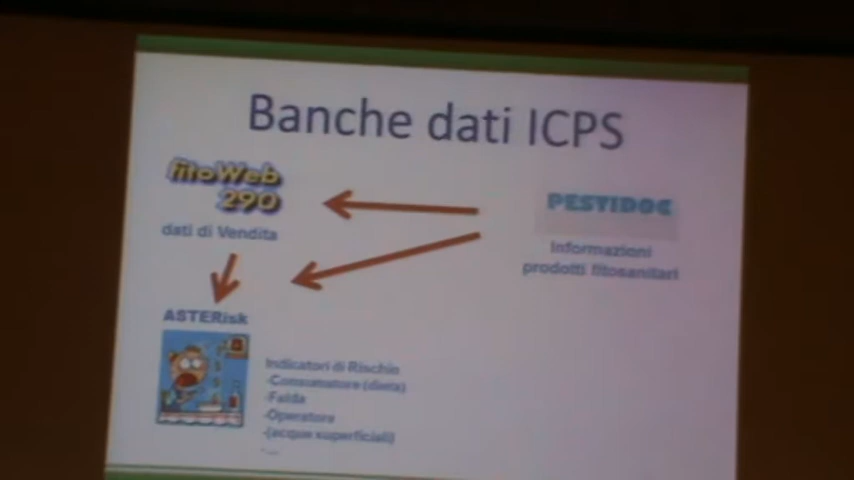 Banche dati ICPS
fitoWeb
290
dati di Vendita
PESTIDOC
Informazioni
prodotti fitosanitari
ASTERisk
Indicatori di Rischio
-Consumatore (dieta)
-Falda
-Operatore
-(acque superficiali)
-...